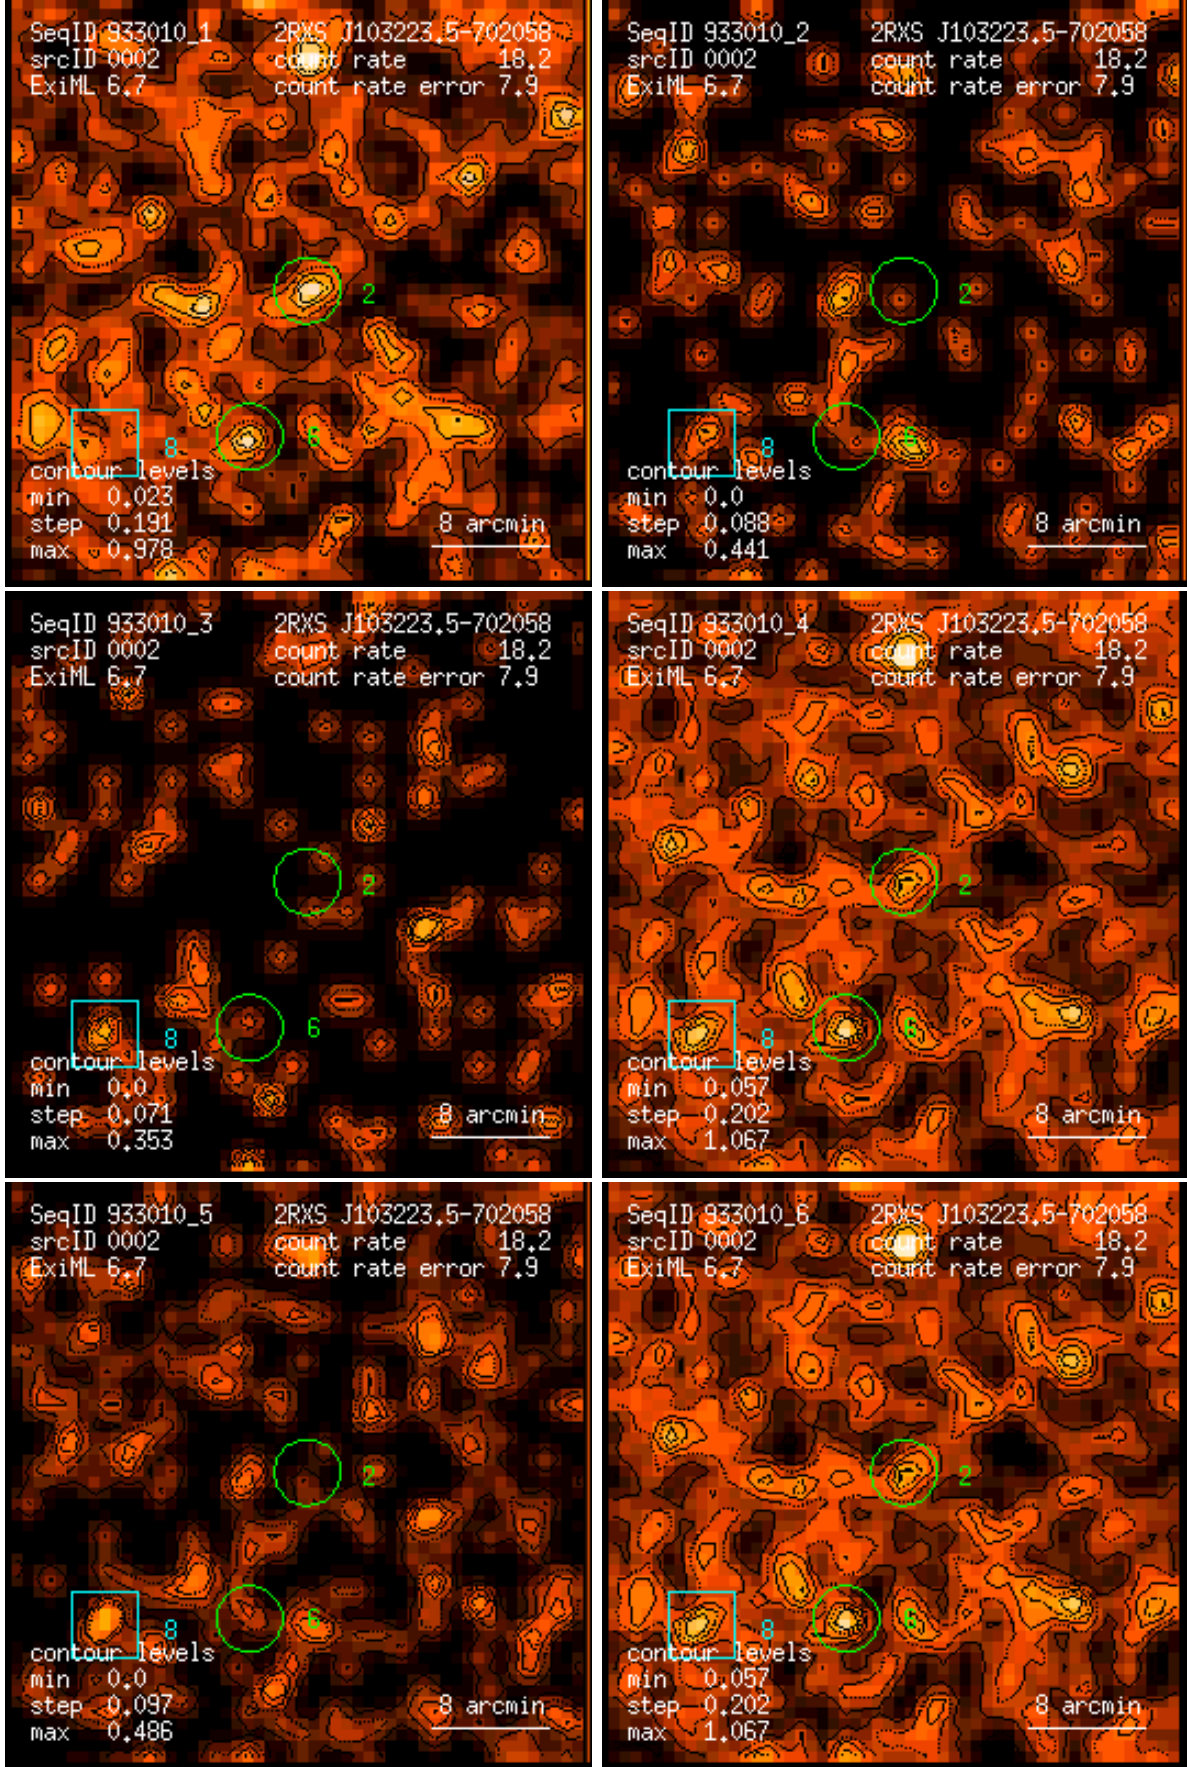 SeqID 933010_1 2RXS J103223.5-702058
srcID 0002 count rate 18.2
ExiML 6.7 count rate error 7.9
2
6
8
contour levels
min 0.023
step 0.191
max 0.978
8 arcmin
SeqID 933010_2 2RXS J103223.5-702058
srcID 0002 count rate 18.2
ExiML 6.7 count rate error 7.9
2
6
8
contour levels
min 0.0
step 0.088
max 0.441
8 arcmin
SeqID 933010_3 2RXS J103223.5-702058
srcID 0002 count rate 18.2
ExiML 6.7 count rate error 7.9
2
6
8
contour levels
min 0.0
step 0.071
max 0.353
8 arcmin
SeqID 933010_4 2RXS J103223.5-702058
srcID 0002 count rate 18.2
ExiML 6.7 count rate error 7.9
2
6
8
contour levels
min 0.057
step 0.202
max 1.067
8 arcmin
SeqID 933010_5 2RXS J103223.5-702058
srcID 0002 count rate 18.2
ExiML 6.7 count rate error 7.9
2
6
8
contour levels
min 0.0
step 0.097
max 0.486
8 arcmin
SeqID 933010_6 2RXS J103223.5-702058
srcID 0002 count rate 18.2
ExiML 6.7 count rate error 7.9
2
6
8
contour levels
min 0.057
step 0.202
max 1.067
8 arcmin